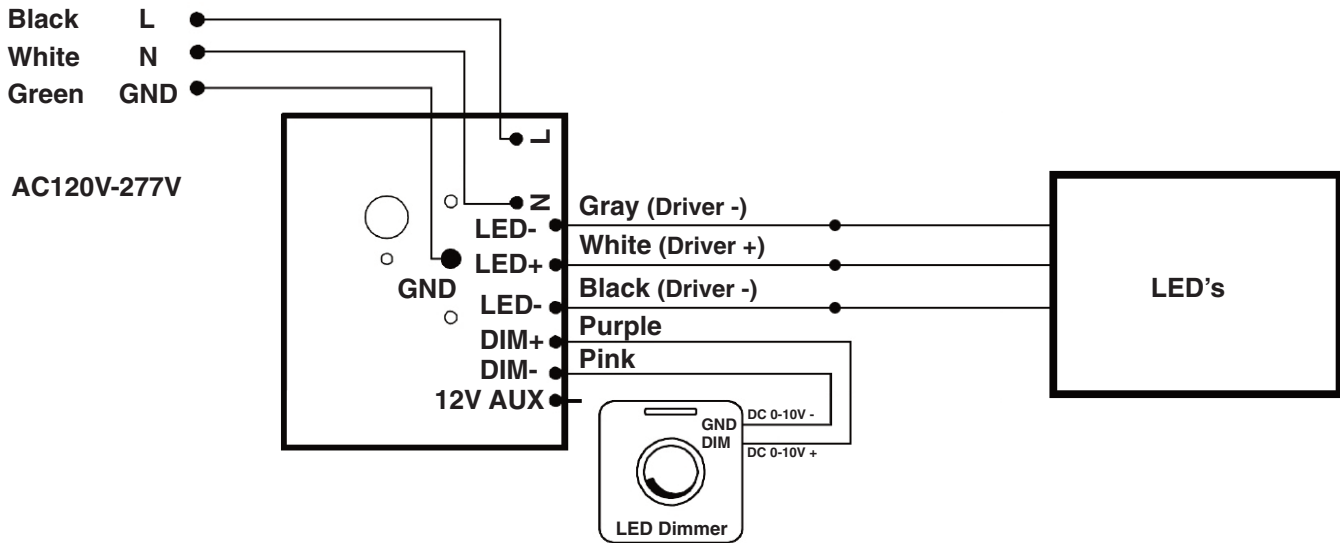 Black L
White N
Green GND
AC120V-277V
L
N
LED-
LED+
GND
LED-
DIM+
DIM-
12V AUX
Gray (Driver -)
White (Driver +)
Black (Driver -)
Purple
Pink
LED's
GND
DIM
DC 0-10V -
DC 0-10V +
LED Dimmer